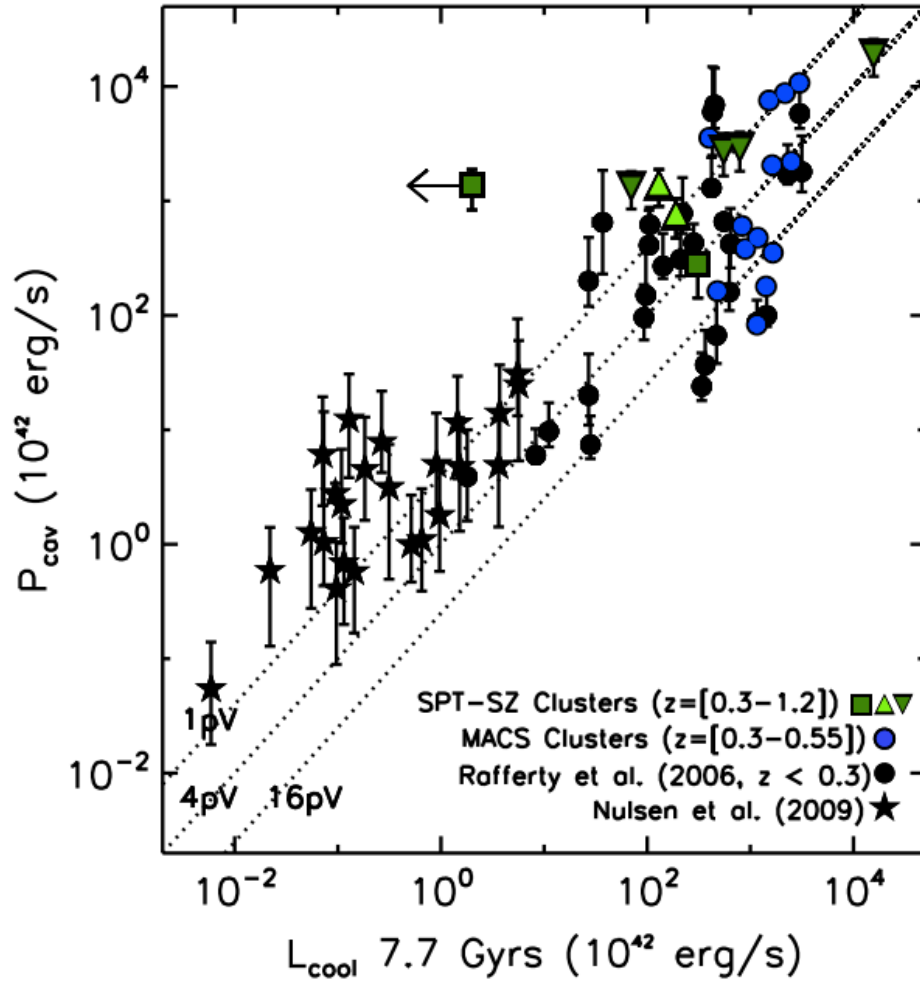 10⁴
10²
10⁰
10⁻²
P_cav (10⁴² erg/s)
1pV
4pV 16pV
SPT-SZ Clusters (z=[0.3-1.2])
MACS Clusters (z=[0.3-0.55])
Rafferty et al. (2006, z < 0.3)
Nulsen et al. (2009)
10⁻² 10⁰ 10² 10⁴
L_cool 7.7 Gyrs (10⁴² erg/s)